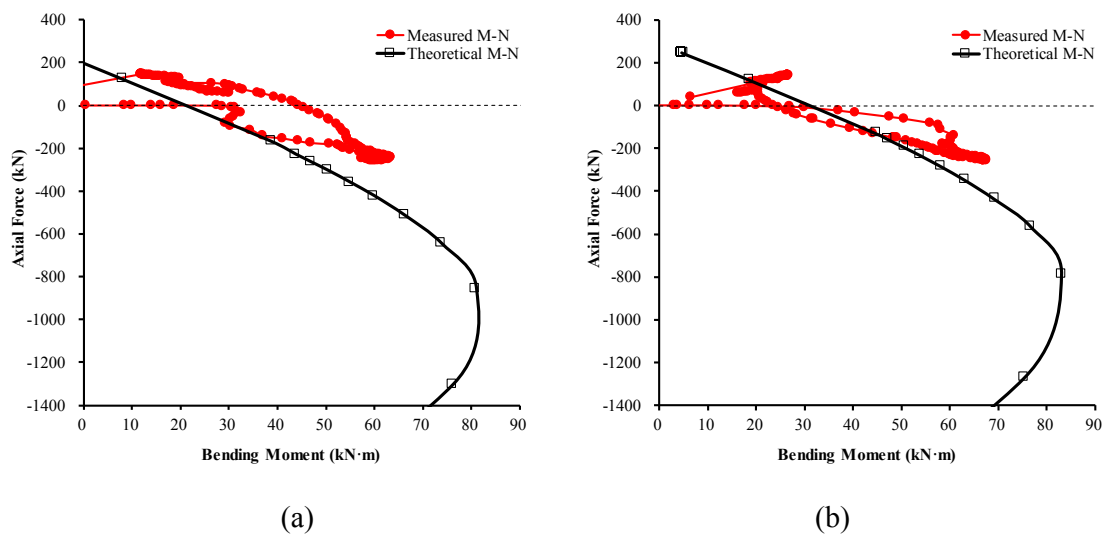 400
200
0
-200
-400
-600
-800
-1000
-1200
-1400
Axial Force (kN)
Measured M-N
Theoretical M-N
0 10 20 30 40 50 60 70 80 90
Bending Moment (kN·m)
(a)
400
200
0
-200
-400
-600
-800
-1000
-1200
-1400
Axial Force (kN)
Measured M-N
Theoretical M-N
0 10 20 30 40 50 60 70 80 90
Bending Moment (kN·m)
(b)